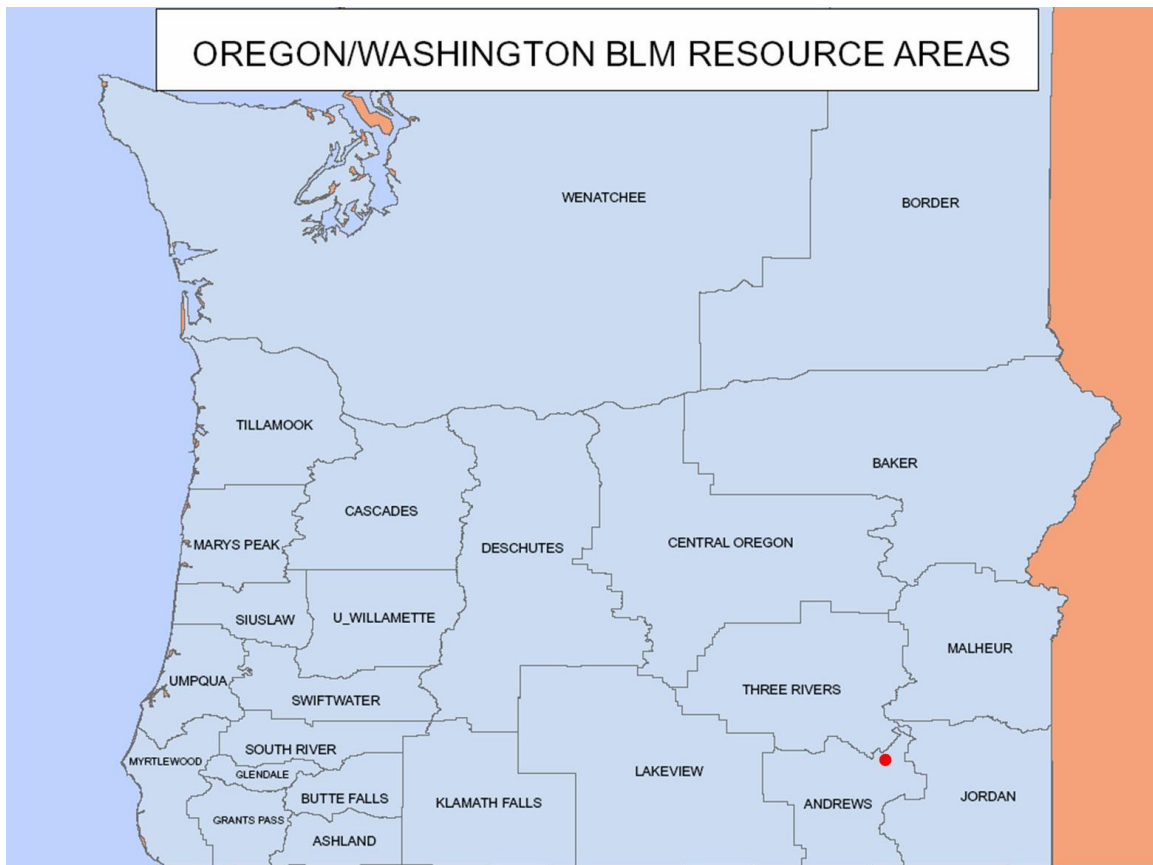 OREGON/WASHINGTON BLM RESOURCE AREAS
WENATCHEE
BORDER
TILLAMOOK
BAKER
CASCADES
MARYS PEAK
DESCHUTES
CENTRAL OREGON
SIUSLAW
U_WILLAMETTE
MALHEUR
UMPQUA
SWIFTWATER
THREE RIVERS
SOUTH RIVER
MYRTLEWOOD
GLENDALE
LAKEVIEW
BUTTE FALLS
KLAMATH FALLS
ANDREWS
JORDAN
GRANTS PASS
ASHLAND